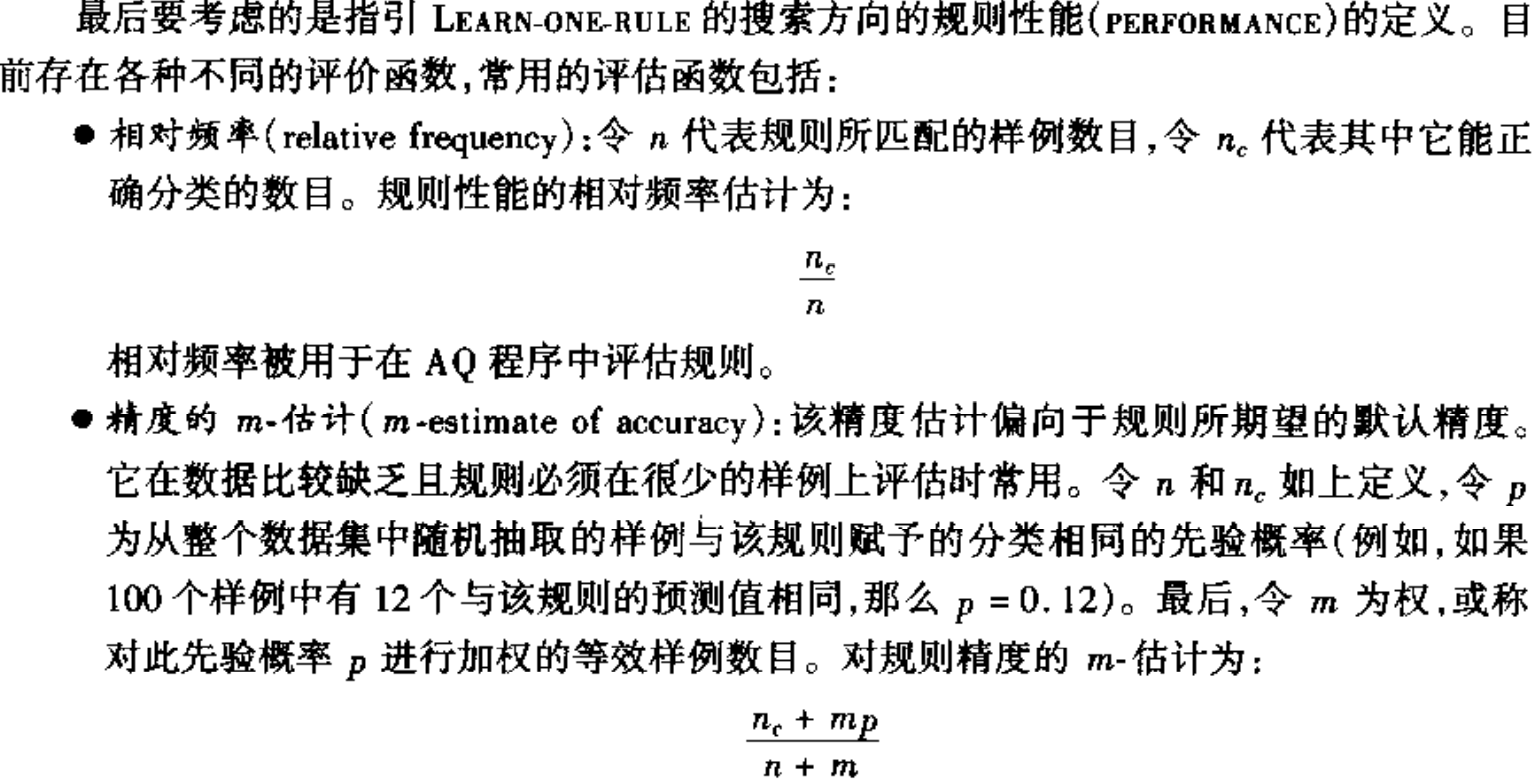 最后要考虑的是指引 LEARN-ONE-RULE 的搜索方向的规则性能(PERFORMANCE)的定义。目
前存在各种不同的评价函数,常用的评估函数包括:
● 相对频率(relative frequency):令 n 代表规则所匹配的样例数目,令 n_c 代表其中它能正
确分类的数目。规则性能的相对频率估计为:
n_c
n
相对频率被用于在 AQ 程序中评估规则。
● 精度的 m-估计(m-estimate of accuracy):该精度估计偏向于规则所期望的默认精度。
它在数据比较缺乏且规则必须在很少的样例上评估时常用。令 n 和 n_c 如上定义,令 p
为从整个数据集中随机抽取的样例与该规则赋予的分类相同的先验概率(例如,如果
100 个样例中有 12 个与该规则的预测值相同,那么 p = 0.12)。最后,令 m 为权,或称
对此先验概率 p 进行加权的等效样例数目。对规则精度的 m-估计为:
n_c + mp
n + m